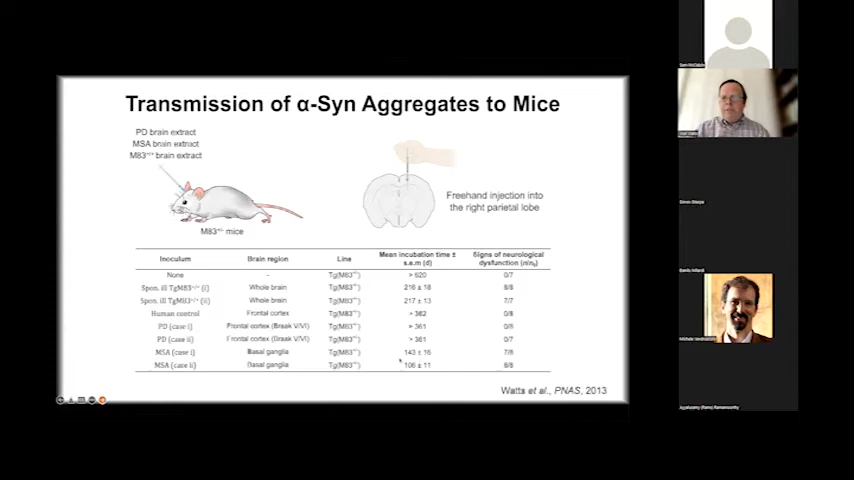 Transmission of α-Syn Aggregates to Mice
PD brain extract
MSA brain extract
M83+/+ brain extract
M83+/- mice
Freehand injection into
the right parietal lobe
Inoculum Brain region Line Mean incubation time ± s.e.m (d) Signs of neurological dysfunction (n/n₀)
None - Tg(M83+/-) > 620 0/7
Spon. ill TgM83+/+ (i) Whole brain Tg(M83+/-) 216 ± 18 8/8
Spon. ill TgM83+/+ (ii) Whole brain Tg(M83+/-) 217 ± 13 7/7
Human control Frontal cortex Tg(M83+/-) > 362 0/8
PD (case i) Frontal cortex (Braak V/VI) Tg(M83+/-) > 361 0/8
PD (case ii) Frontal cortex (Braak V/VI) Tg(M83+/-) > 361 0/7
MSA (case i) Basal ganglia Tg(M83+/-) 143 ± 16 7/8
MSA (case ii) Basal ganglia Tg(M83+/-) 106 ± 11 8/8
Watts et al., PNAS, 2013